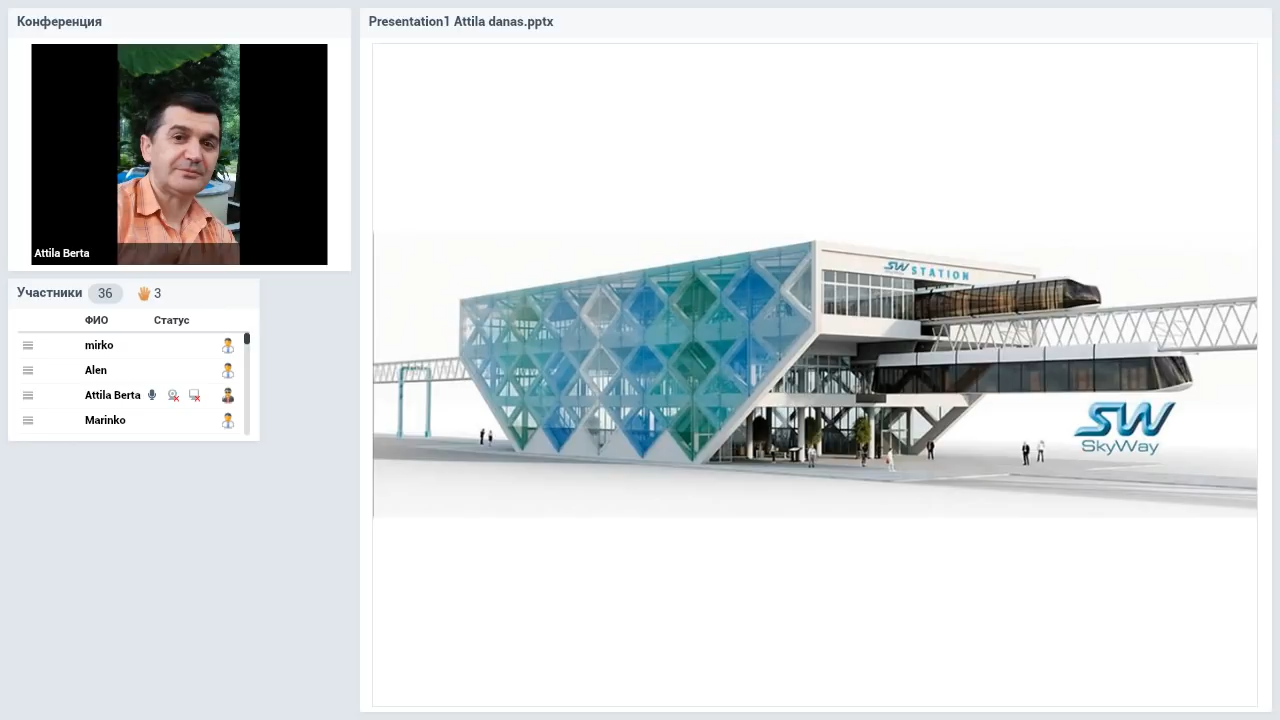 Конференция
Attila Berta
Участники 36 3
ФИО Статус
mirko
Alen
Attila Berta
Marinko
Presentation1 Attila danas.pptx
SW STATION
SW
SkyWay